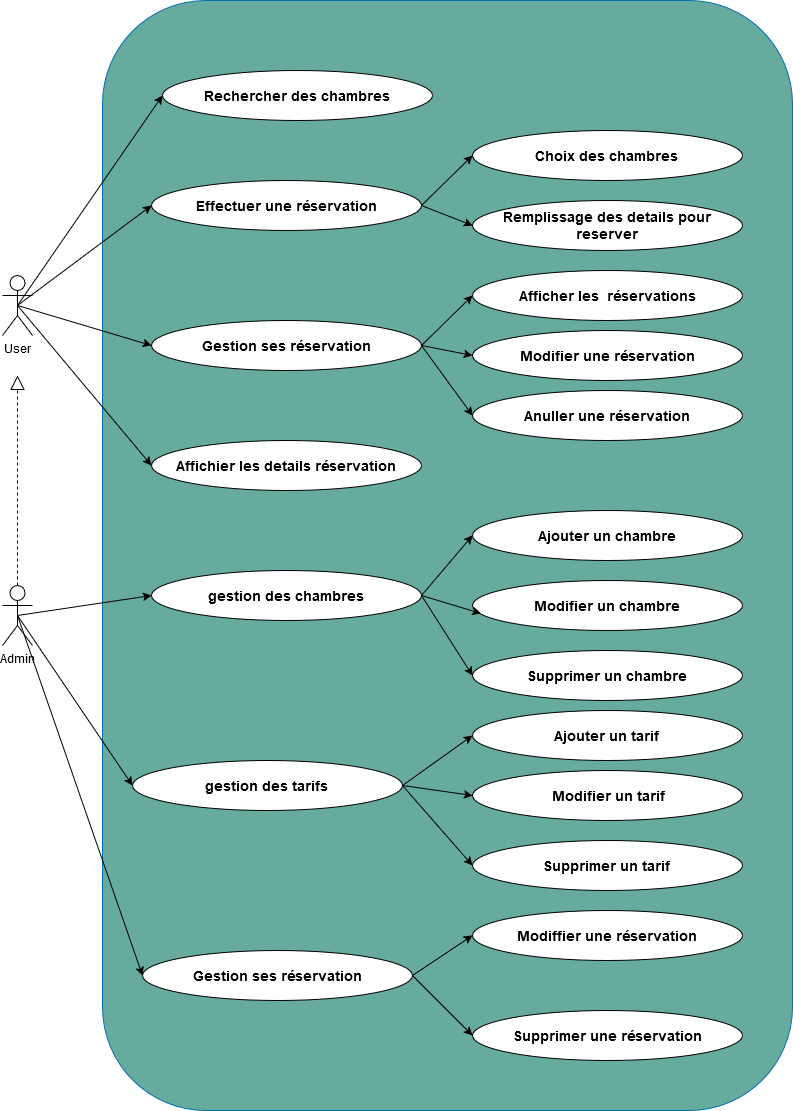 Rechercher des chambres
Choix des chambres
Effectuer une réservation
Remplissage des details pour
reserver
User
Afficher les réservations
Gestion ses réservation
Modifier une réservation
Anuller une réservation
Affichier les details réservation
Admin
Ajouter un chambre
gestion des chambres
Modifier un chambre
Supprimer un chambre
Ajouter un tarif
gestion des tarifs
Modifier un tarif
Supprimer un tarif
Modiffier une réservation
Gestion ses réservation
Supprimer une réservation